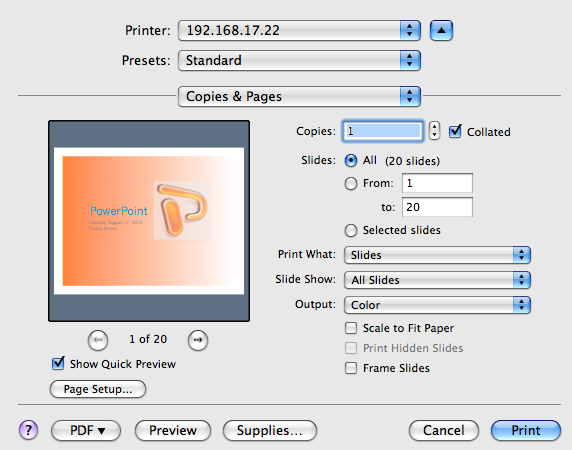 Printer: 192.168.17.22
Presets: Standard
Copies & Pages
Copies: 1 Collated
Slides: All (20 slides)
From: 1
to: 20
Selected slides
Print What: Slides
Slide Show: All Slides
Output: Color
Scale to Fit Paper
Print Hidden Slides
Frame Slides
PowerPoint
1 of 20
Show Quick Preview
Page Setup...
? PDF▼ Preview Supplies... Cancel Print